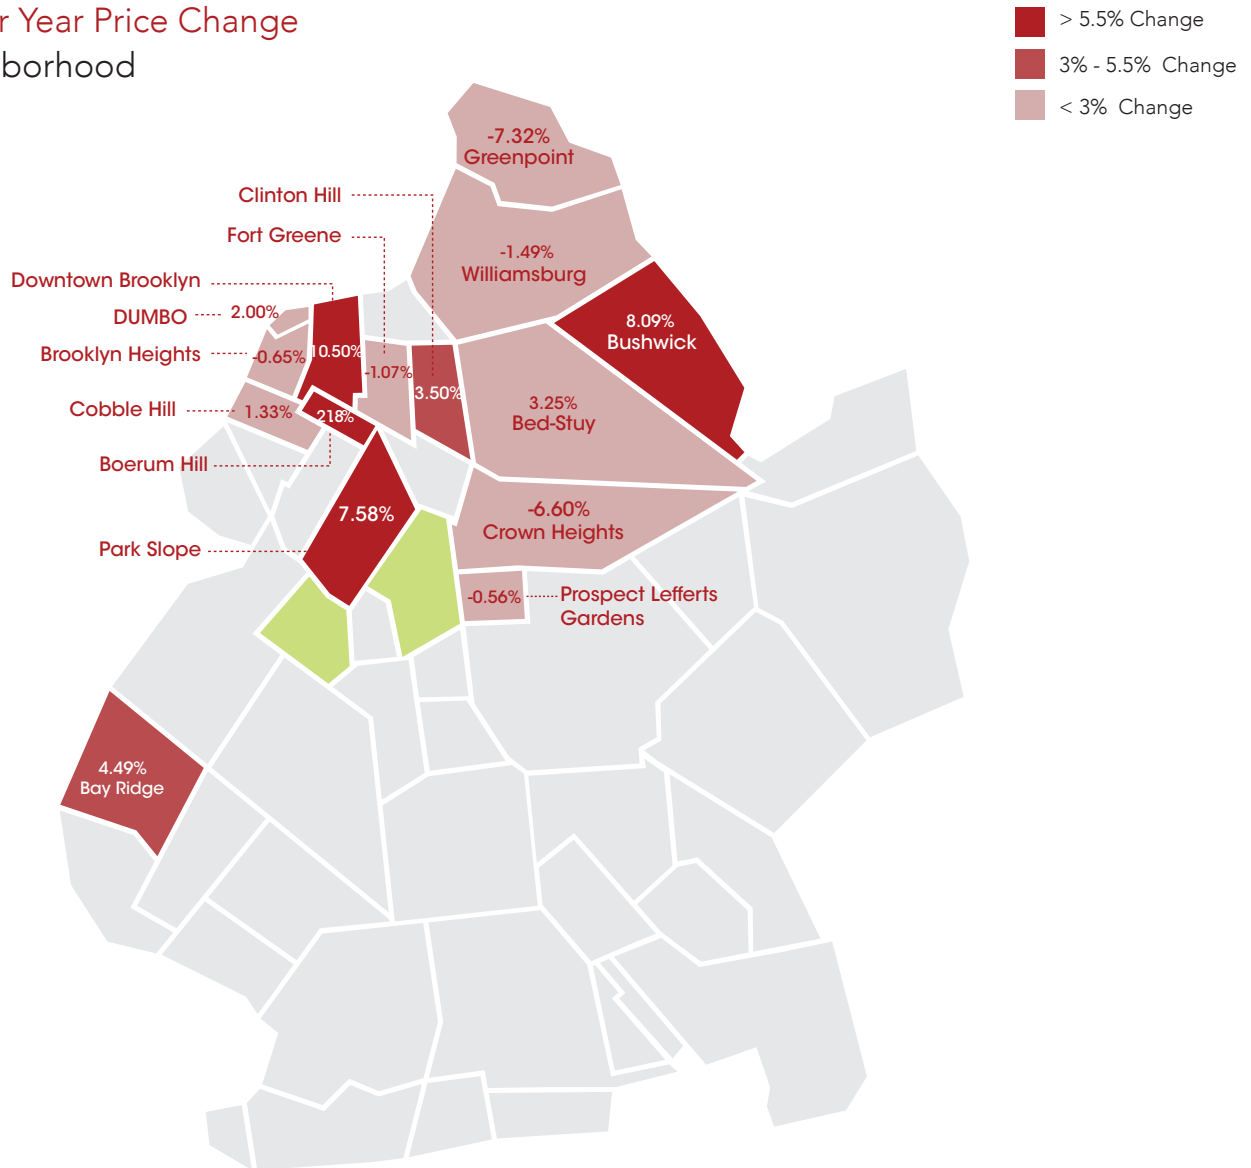 r Year Price Change
borhood
> 5.5% Change
3% - 5.5% Change
< 3% Change
-7.32%
Greenpoint
Clinton Hill
Fort Greene
-1.49%
Williamsburg
Downtown Brooklyn
DUMBO
2.00%
8.09%
Bushwick
Brooklyn Heights
-0.65%
10.50%
-1.07%
3.50%
Cobble Hill
1.33%
218%
3.25%
Bed-Stuy
Boerum Hill
7.58%
-6.60%
Crown Heights
Park Slope
-0.56%
Prospect Lefferts
Gardens
4.49%
Bay Ridge